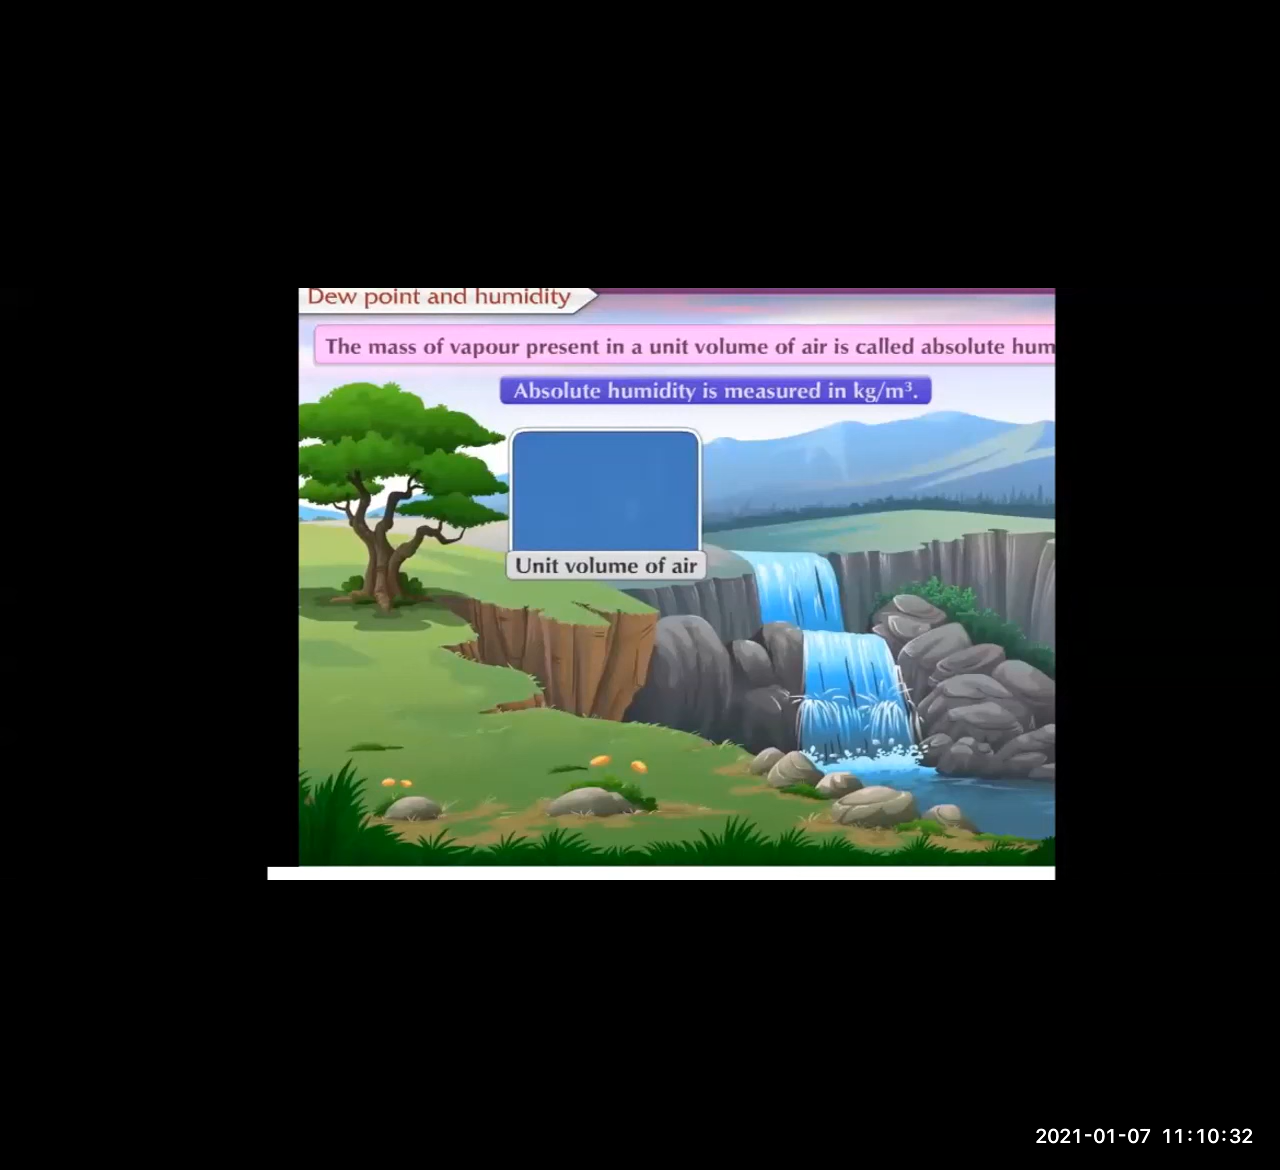 Dew point and humidity
The mass of vapour present in a unit volume of air is called absolute hum
Absolute humidity is measured in kg/m³.
Unit volume of air
2021-01-07 11:10:32